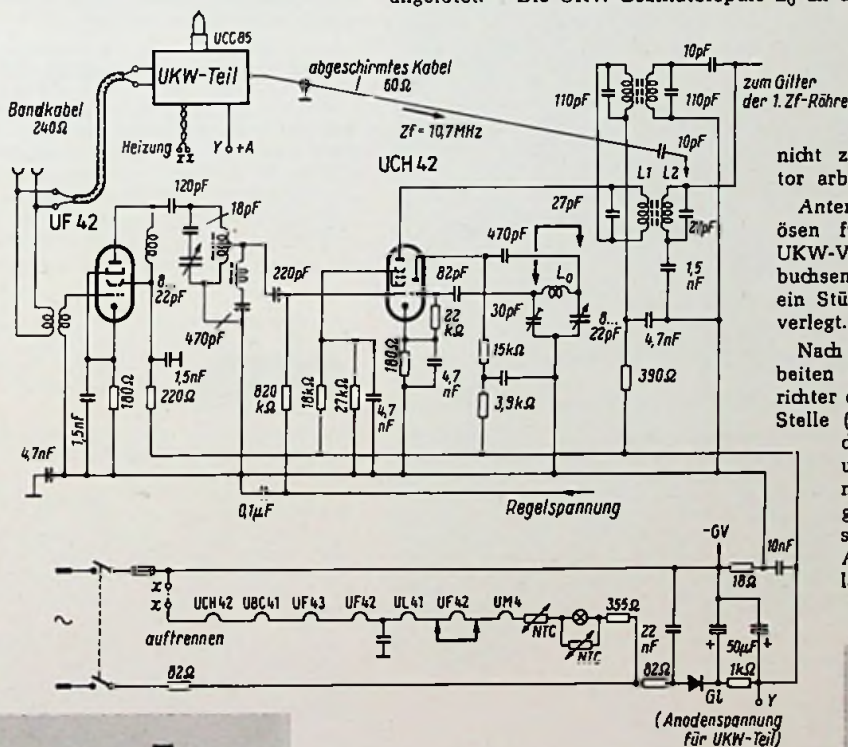 UCC85
UKW-Teil
abgeschirmtes Kabel
60Ω
Bandkabel
240Ω
Heizung
Y +A
Zf = 10,7MHz
10pF
110pF
110pF
zum Gitter
der 1. Zf-Röhre
10pF
UF 42
120pF
18pF
UCH 42
27pF
L1 L2
470pF
220pF
82pF
L0
1,5
nF
8...
22pF
470pF
30pF
8...
22pF
22
kΩ
15kΩ
4,7nF
1,5nF
180Ω
1,5nF
220Ω
820
kΩ
18kΩ
27kΩ
4,7
nF
180Ω
4,7
nF
3,9kΩ
390Ω
4,7nF
0,1µF
Regelspannung
-GV
10nF
18Ω
x
x
auftrennen
UCH42
UBC41
UF43
UF42
UL41
UF42
UM4
NTC
NTC
355Ω
22
nF
50µF
82Ω
82Ω
Gl
1kΩ
Y
(Anodenspannung
für UKW-Teil)
nicht z
tor arb
Anter
ösen f
UKW-V
buchsen
ein Stü
verlegt.
Nach
beiten
richter
Stelle (